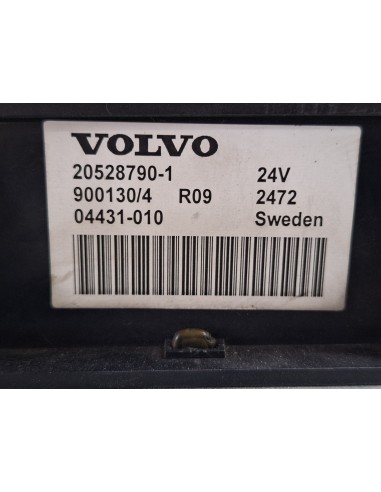 VOLVO
20528790-1 24V
900130/4 R09 2472
04431-010 Sweden